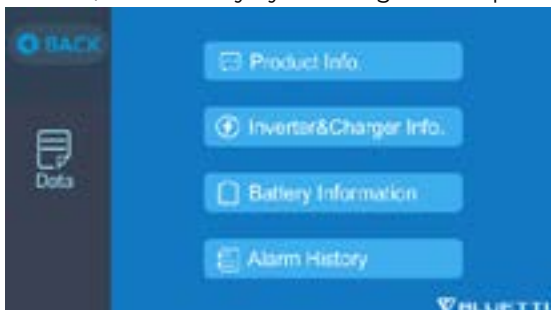 BACK
Product Info.
Inverter&Charger Info.
Data
Battery Information
Alarm History
BLUETTI